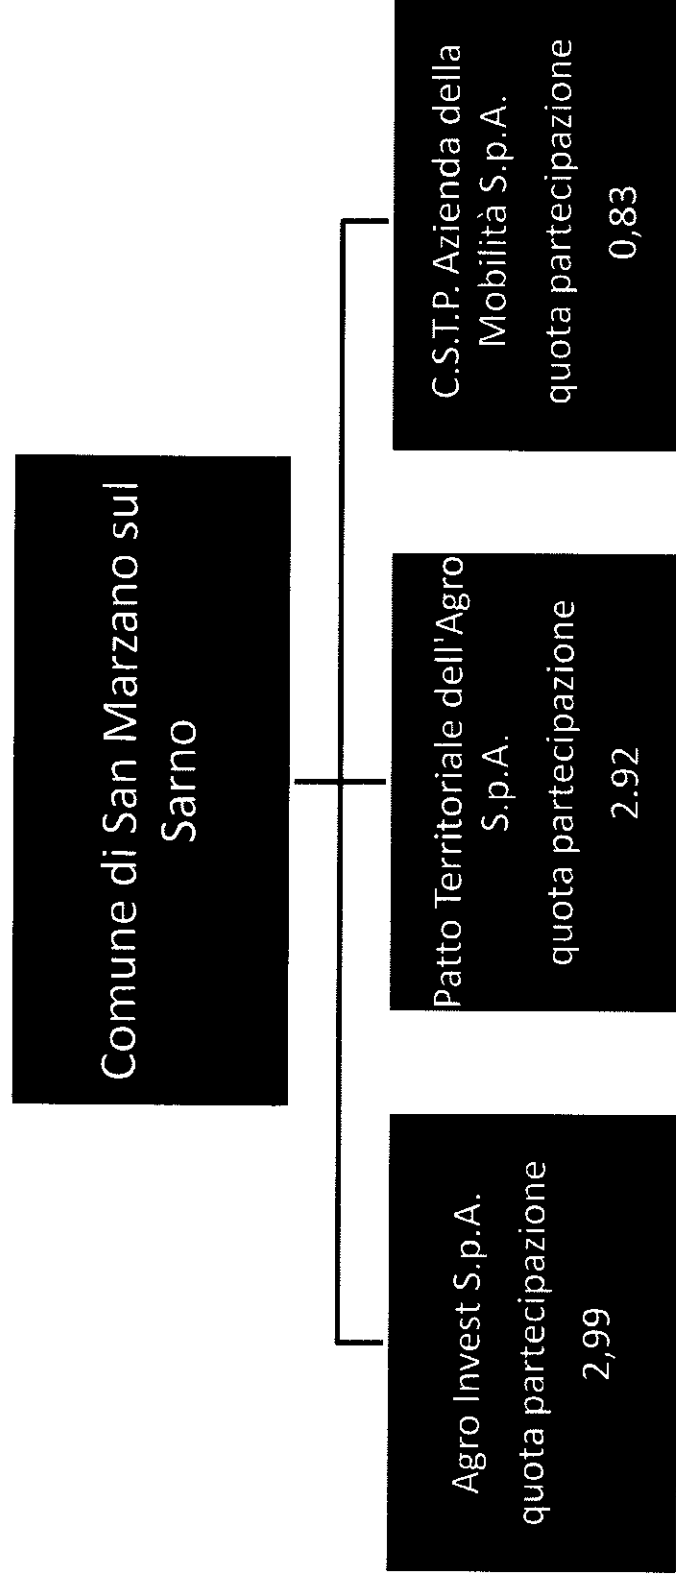 Comune di San Marzano sul
Sarno
Agro Invest S.p.A.
quota partecipazione
2,99
Patto Territoriale dell'Agro
S.p.A.
quota partecipazione
2.92
C.S.T.P. Azienda della
Mobilità S.p.A.
quota partecipazione
0,83